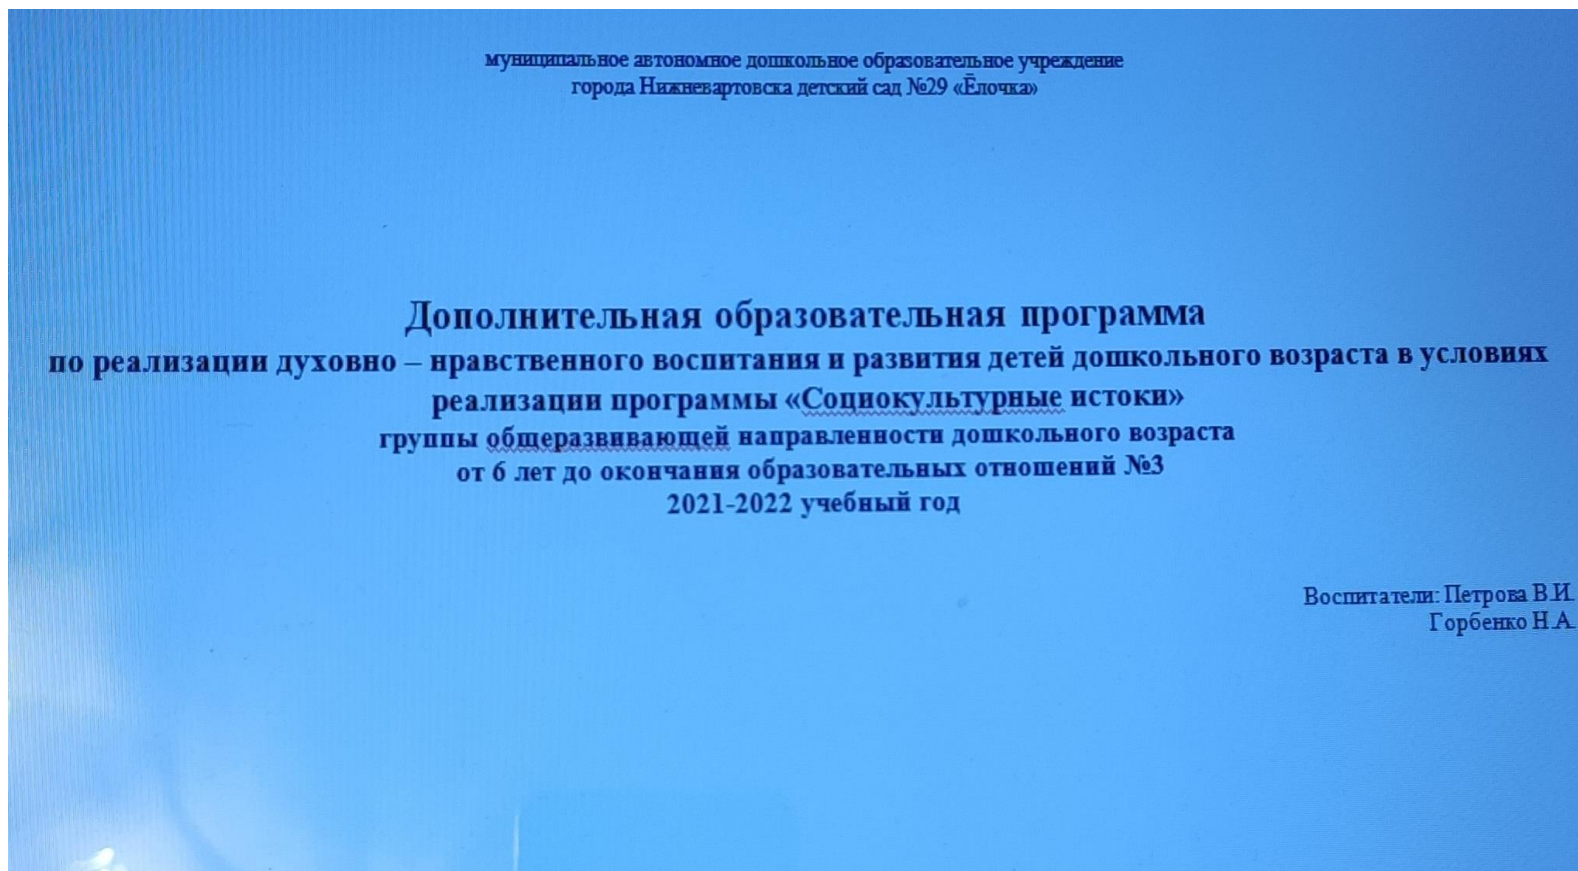 муниципальное автономное дошкольное образовательное учреждение
города Нижневартовска детский сад №29 «Ёлочка»
Дополнительная образовательная программа
по реализации духовно – нравственного воспитания и развития детей дошкольного возраста в условиях
реализации программы «Социокультурные истоки»
группы общеразвивающей направленности дошкольного возраста
от 6 лет до окончания образовательных отношений №3
2021-2022 учебный год
Воспитатели: Петрова В.И.
Горбенко Н.А.